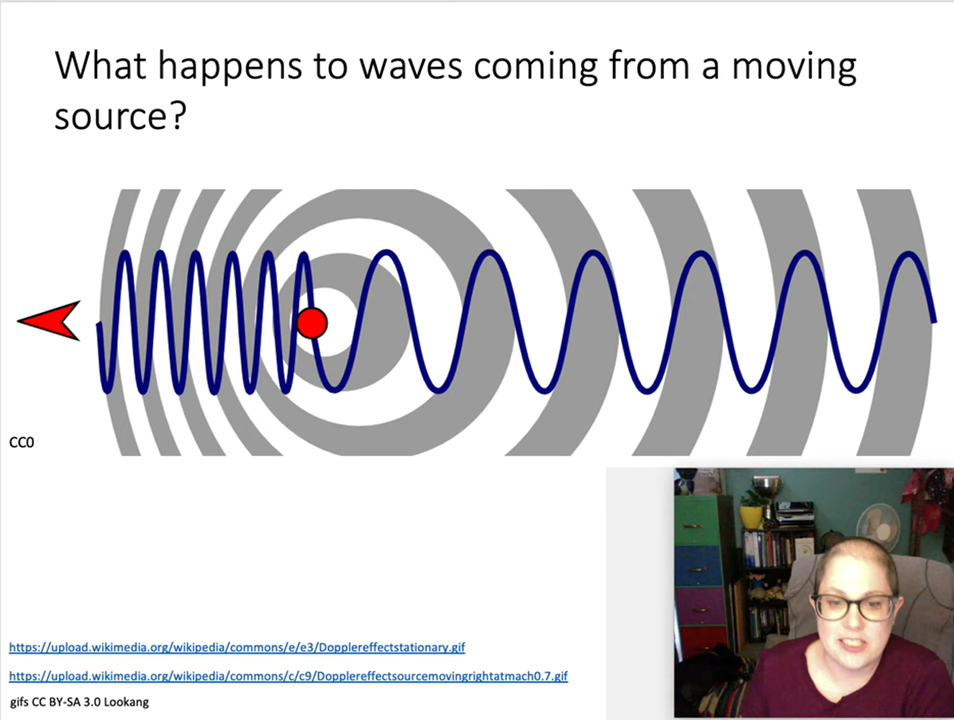 What happens to waves coming from a moving
source?
CC0
https://upload.wikimedia.org/wikipedia/commons/e/e3/Dopplereffectstationary.gif
https://upload.wikimedia.org/wikipedia/commons/c/c9/Dopplereffectsourcemovingrightatmach0.7.gif
gifs CC BY-SA 3.0 Lookang